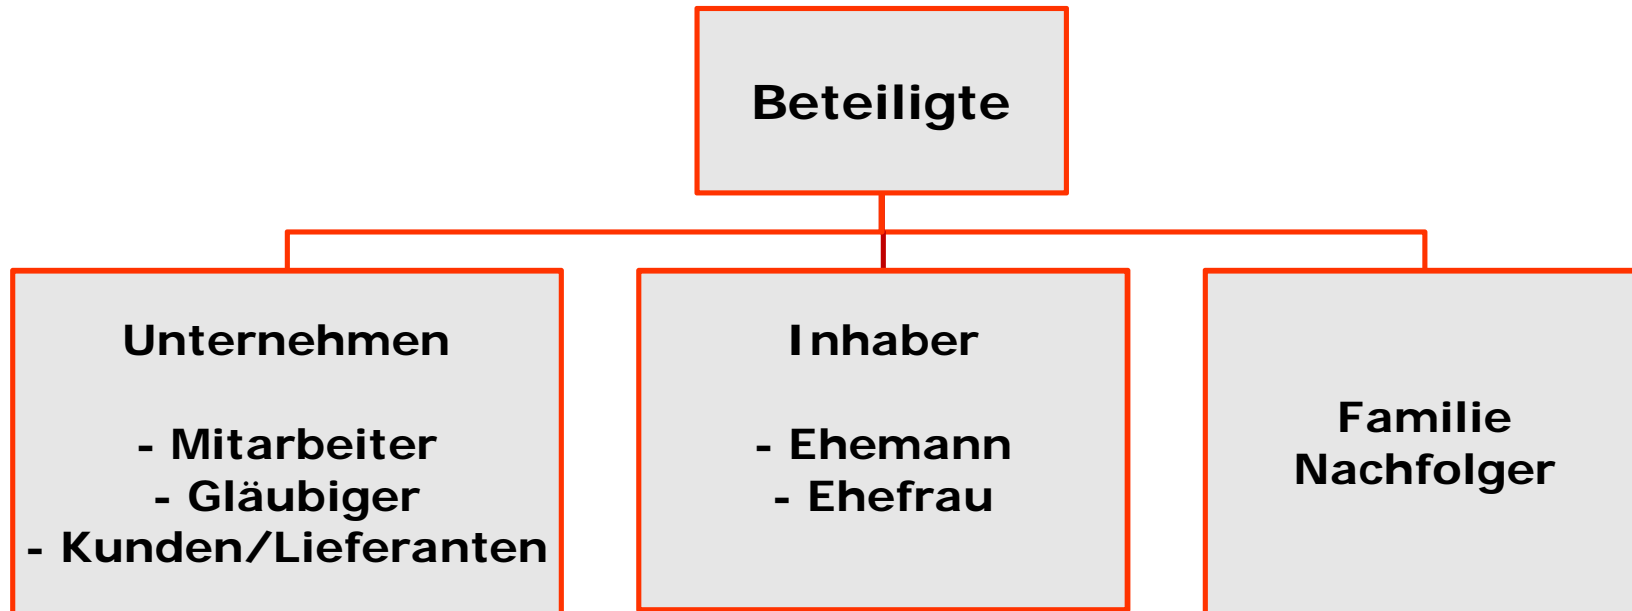 Beteiligte
Unternehmen
- Mitarbeiter
- Gläubiger
- Kunden/Lieferanten
Inhaber
- Ehemann
- Ehefrau
Familie
Nachfolger